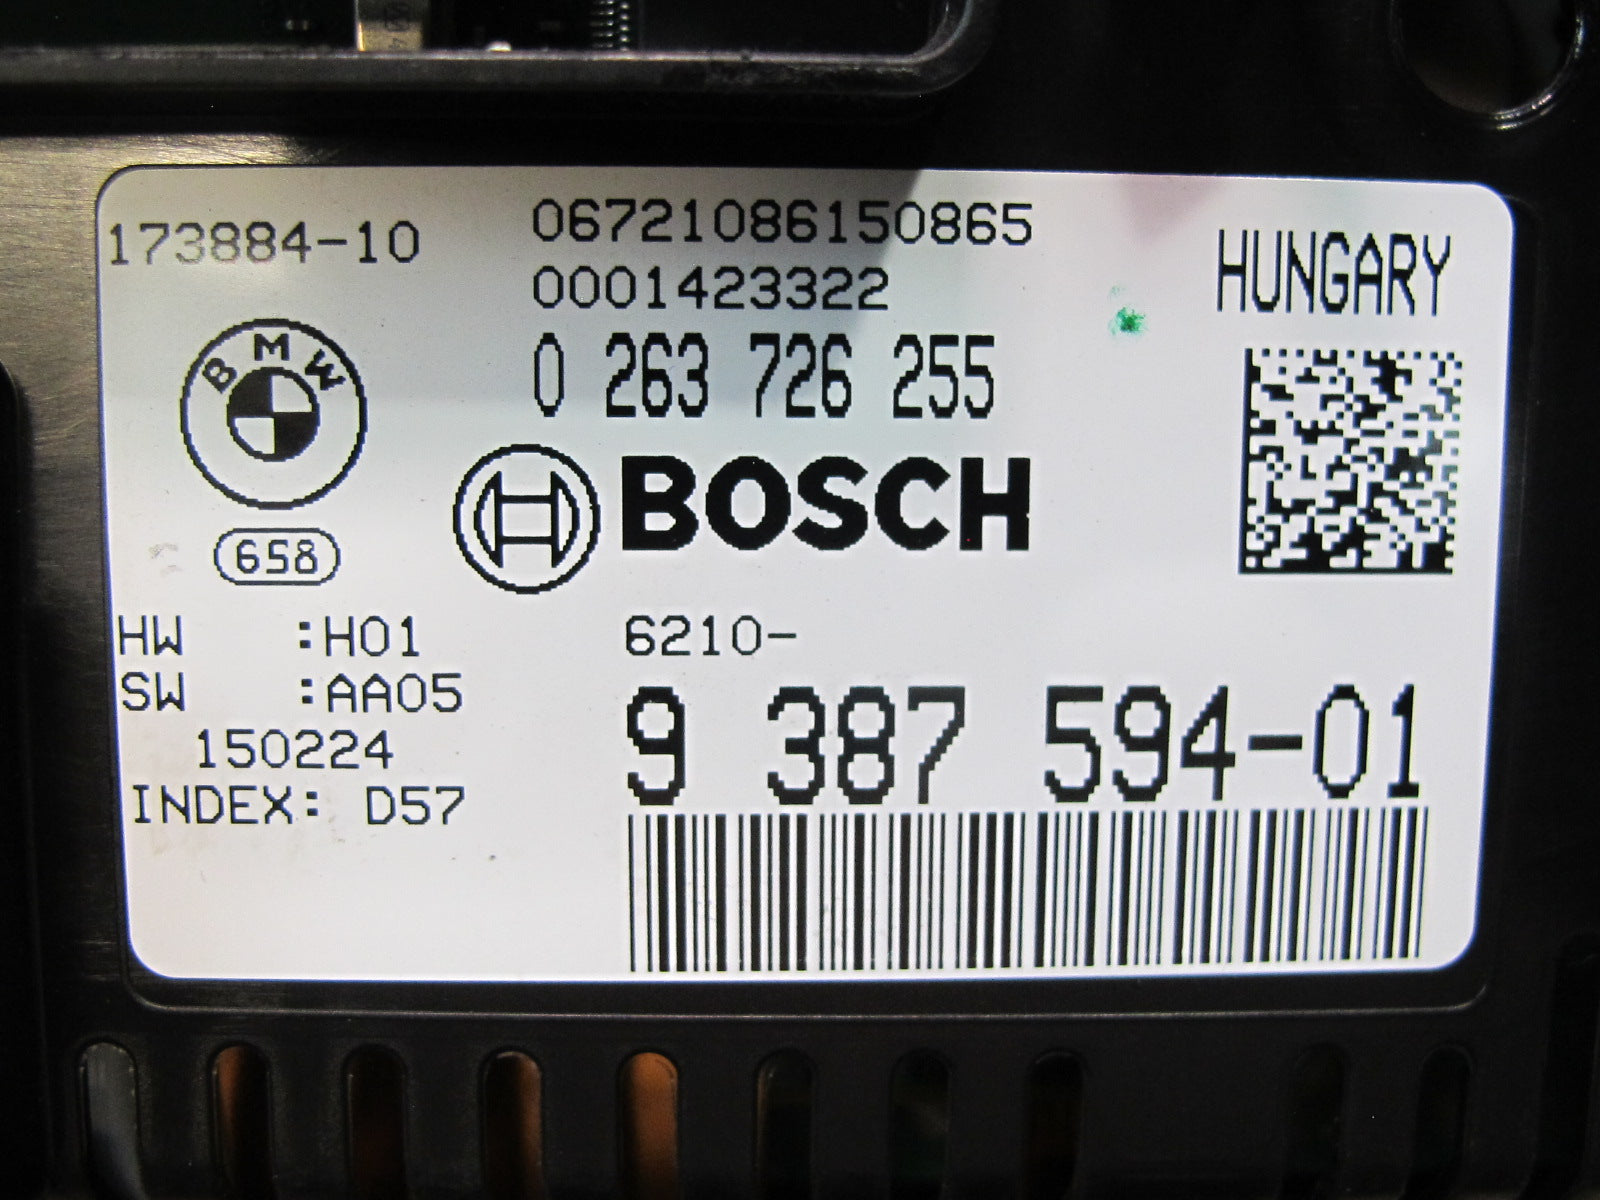 173884-10
06721086150865
0001423322
HUNGARY
0 263 726 255
BMW
BOSCH
658
HW :H01
SW :AA05
150224
INDEX: D57
6210-
9 387 594-01